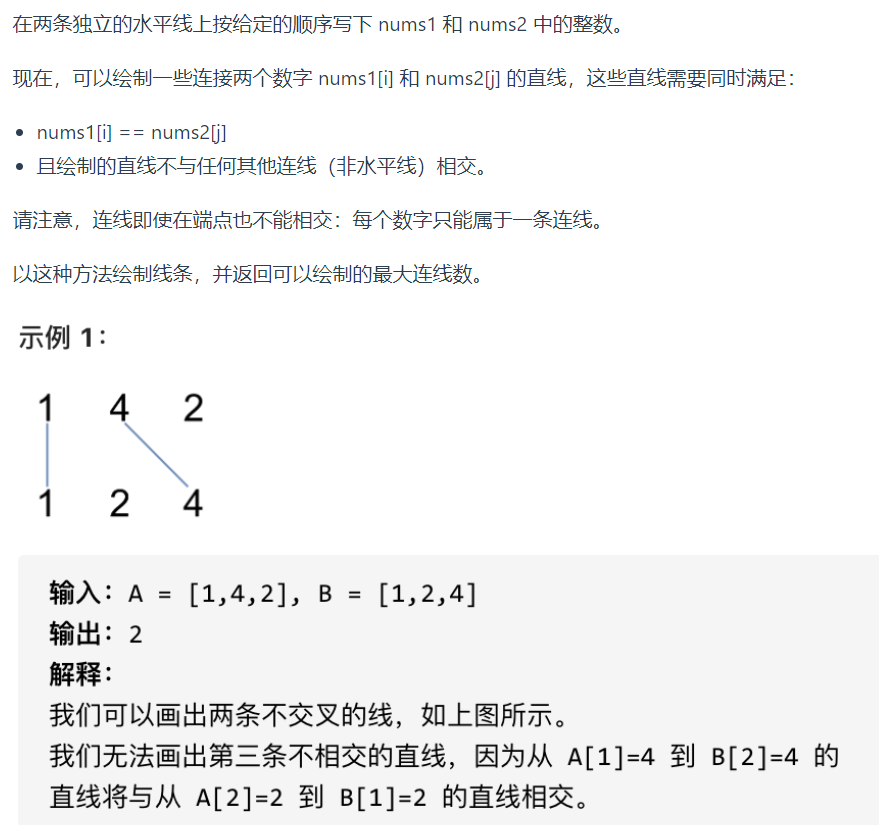 在两条独立的水平线上按给定的顺序写下 nums1 和 nums2 中的整数。
现在，可以绘制一些连接两个数字 nums1[i] 和 nums2[j] 的直线，这些直线需要同时满足：
• nums1[i] == nums2[j]
• 且绘制的直线不与任何其他连线（非水平线）相交。
请注意，连线即使在端点也不能相交：每个数字只能属于一条连线。
以这种方法绘制线条，并返回可以绘制的最大连线数。
示例 1：
1 4 2
1 2 4
输入：A = [1,4,2], B = [1,2,4]
输出：2
解释：
我们可以画出两条不交叉的线，如上图所示。
我们无法画出第三条不相交的直线，因为从 A[1]=4 到 B[2]=4 的
直线将与从 A[2]=2 到 B[1]=2 的直线相交。